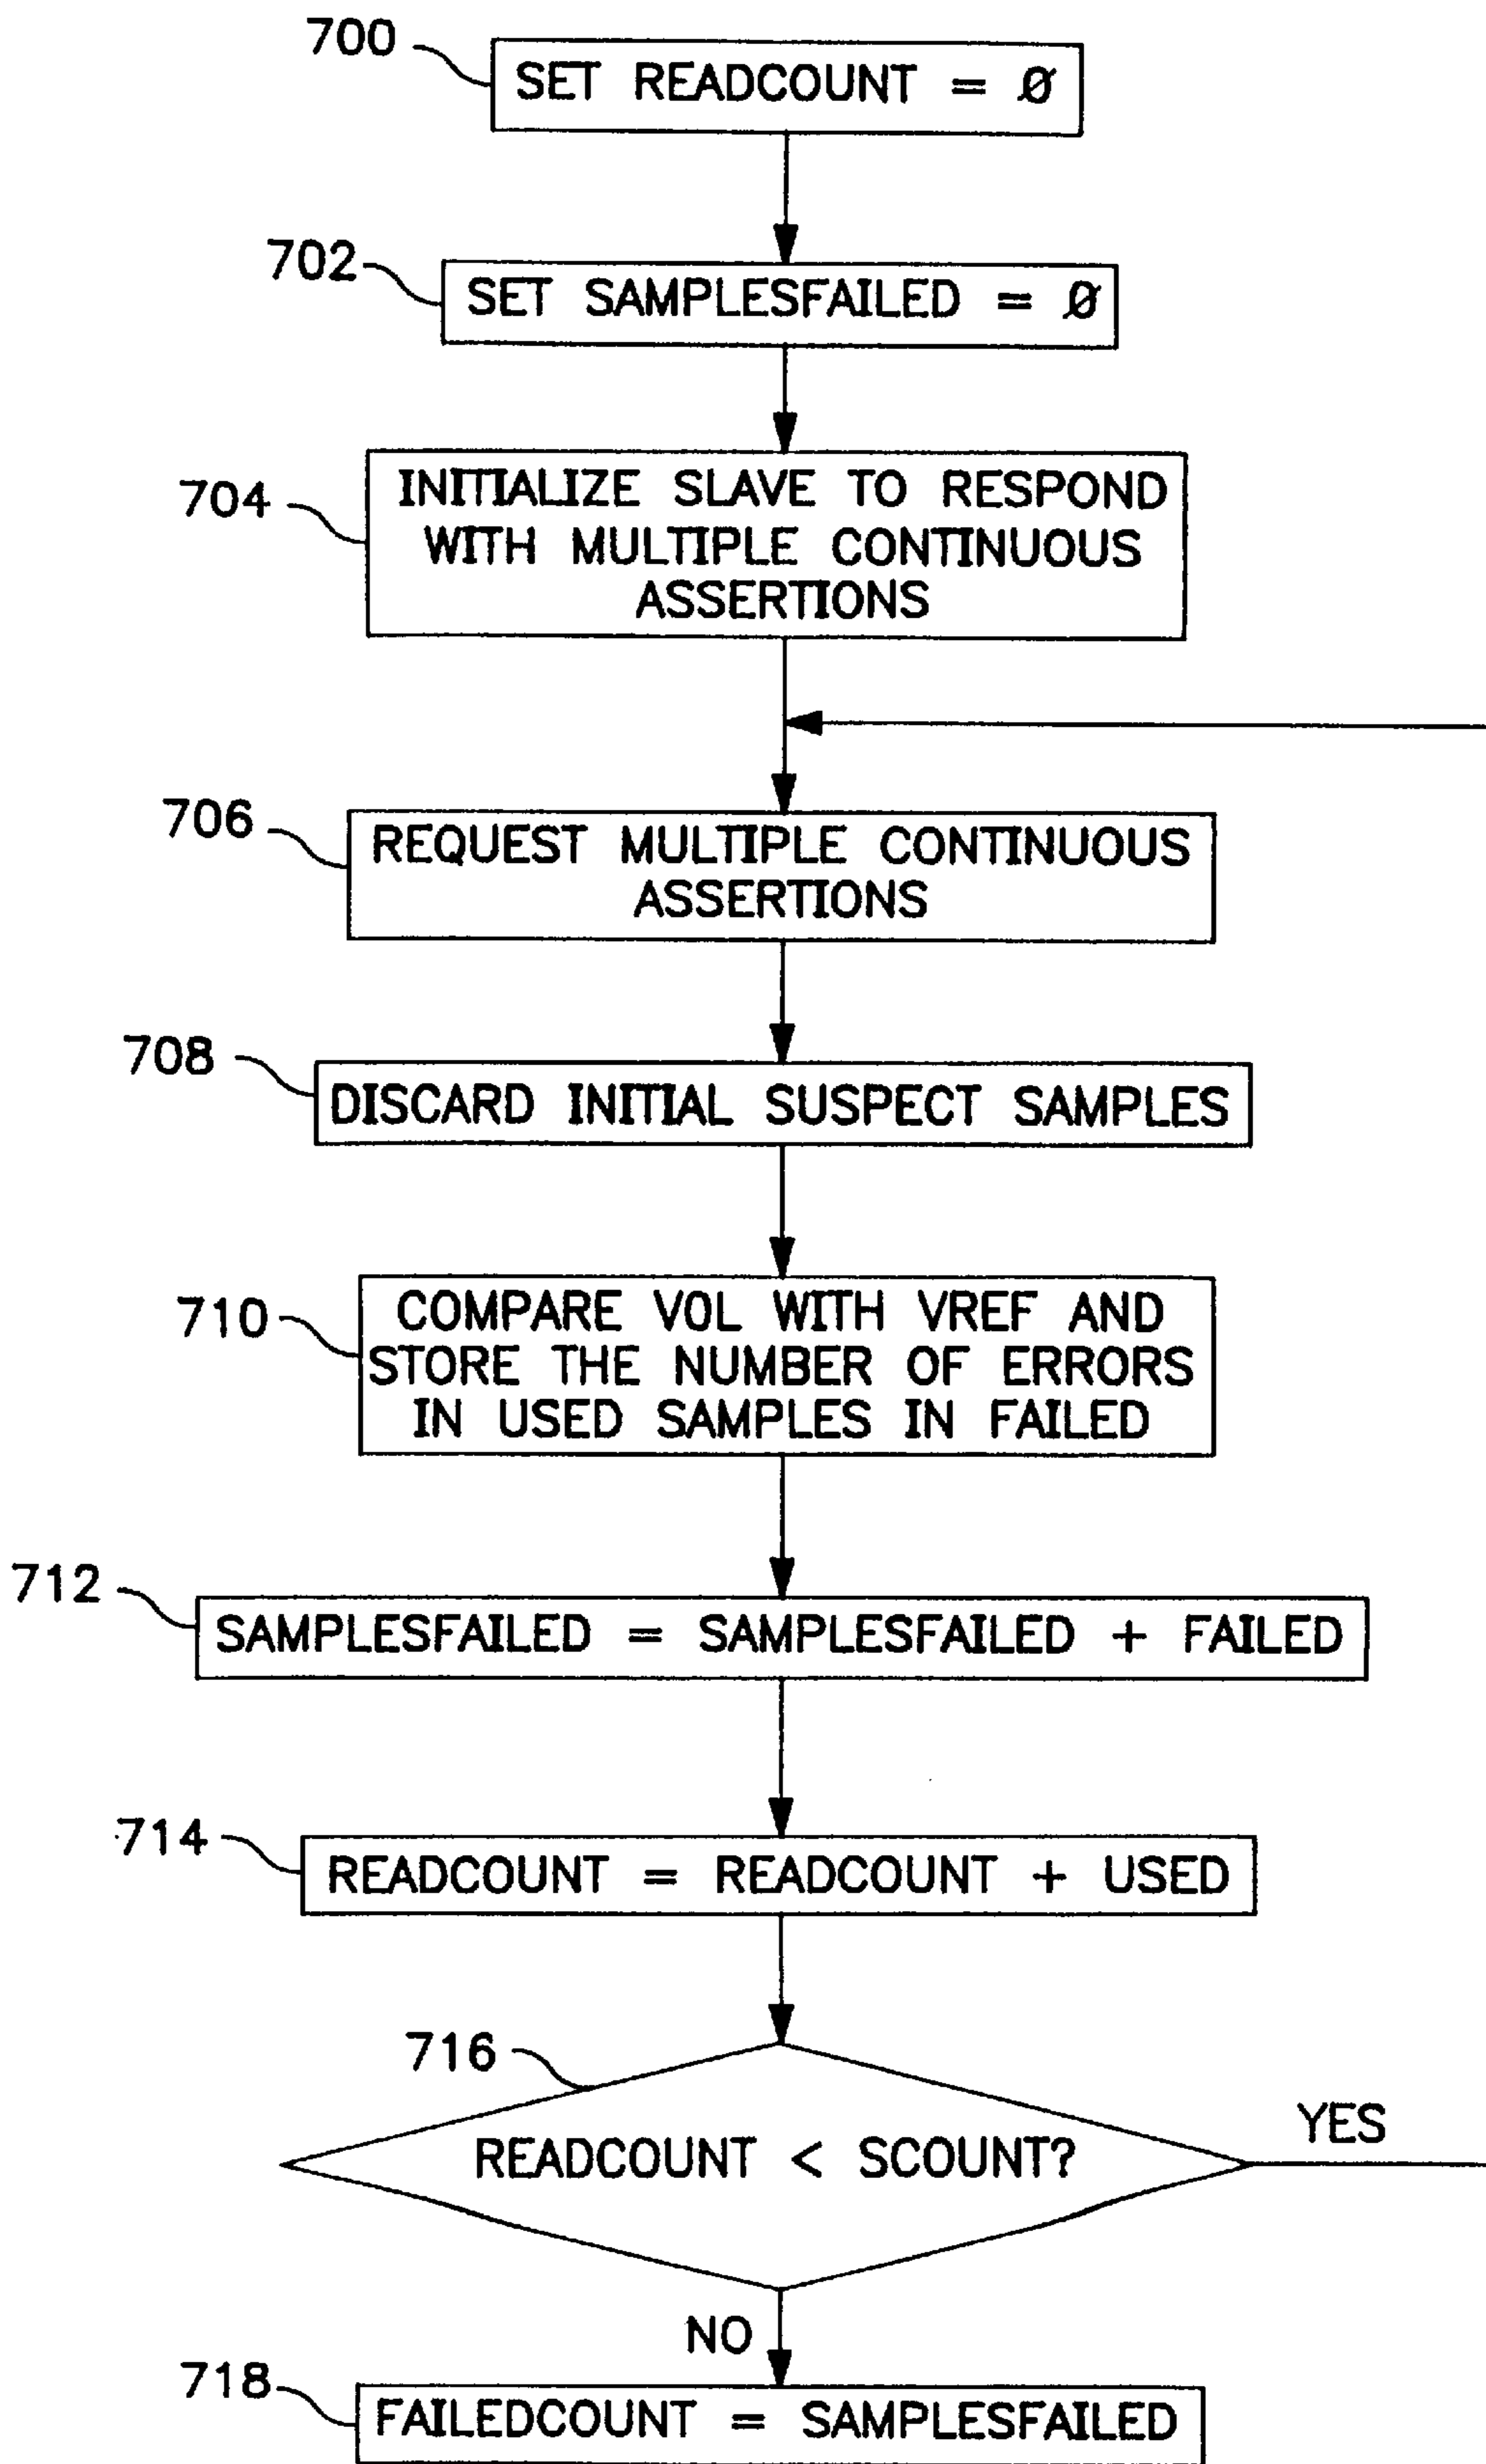 700
SET READCOUNT = Ø
702
SET SAMPLESFAILED = Ø
704
INITIALIZE SLAVE TO RESPOND
WITH MULTIPLE CONTINUOUS
ASSERTIONS
706
REQUEST MULTIPLE CONTINUOUS
ASSERTIONS
708
DISCARD INITIAL SUSPECT SAMPLES
710
COMPARE VOL WITH VREF AND
STORE THE NUMBER OF ERRORS
IN USED SAMPLES IN FAILED
712
SAMPLESFAILED = SAMPLESFAILED + FAILED
714
READCOUNT = READCOUNT + USED
716
READCOUNT < SCOUNT?
YES
NO
718
FAILEDCOUNT = SAMPLESFAILED